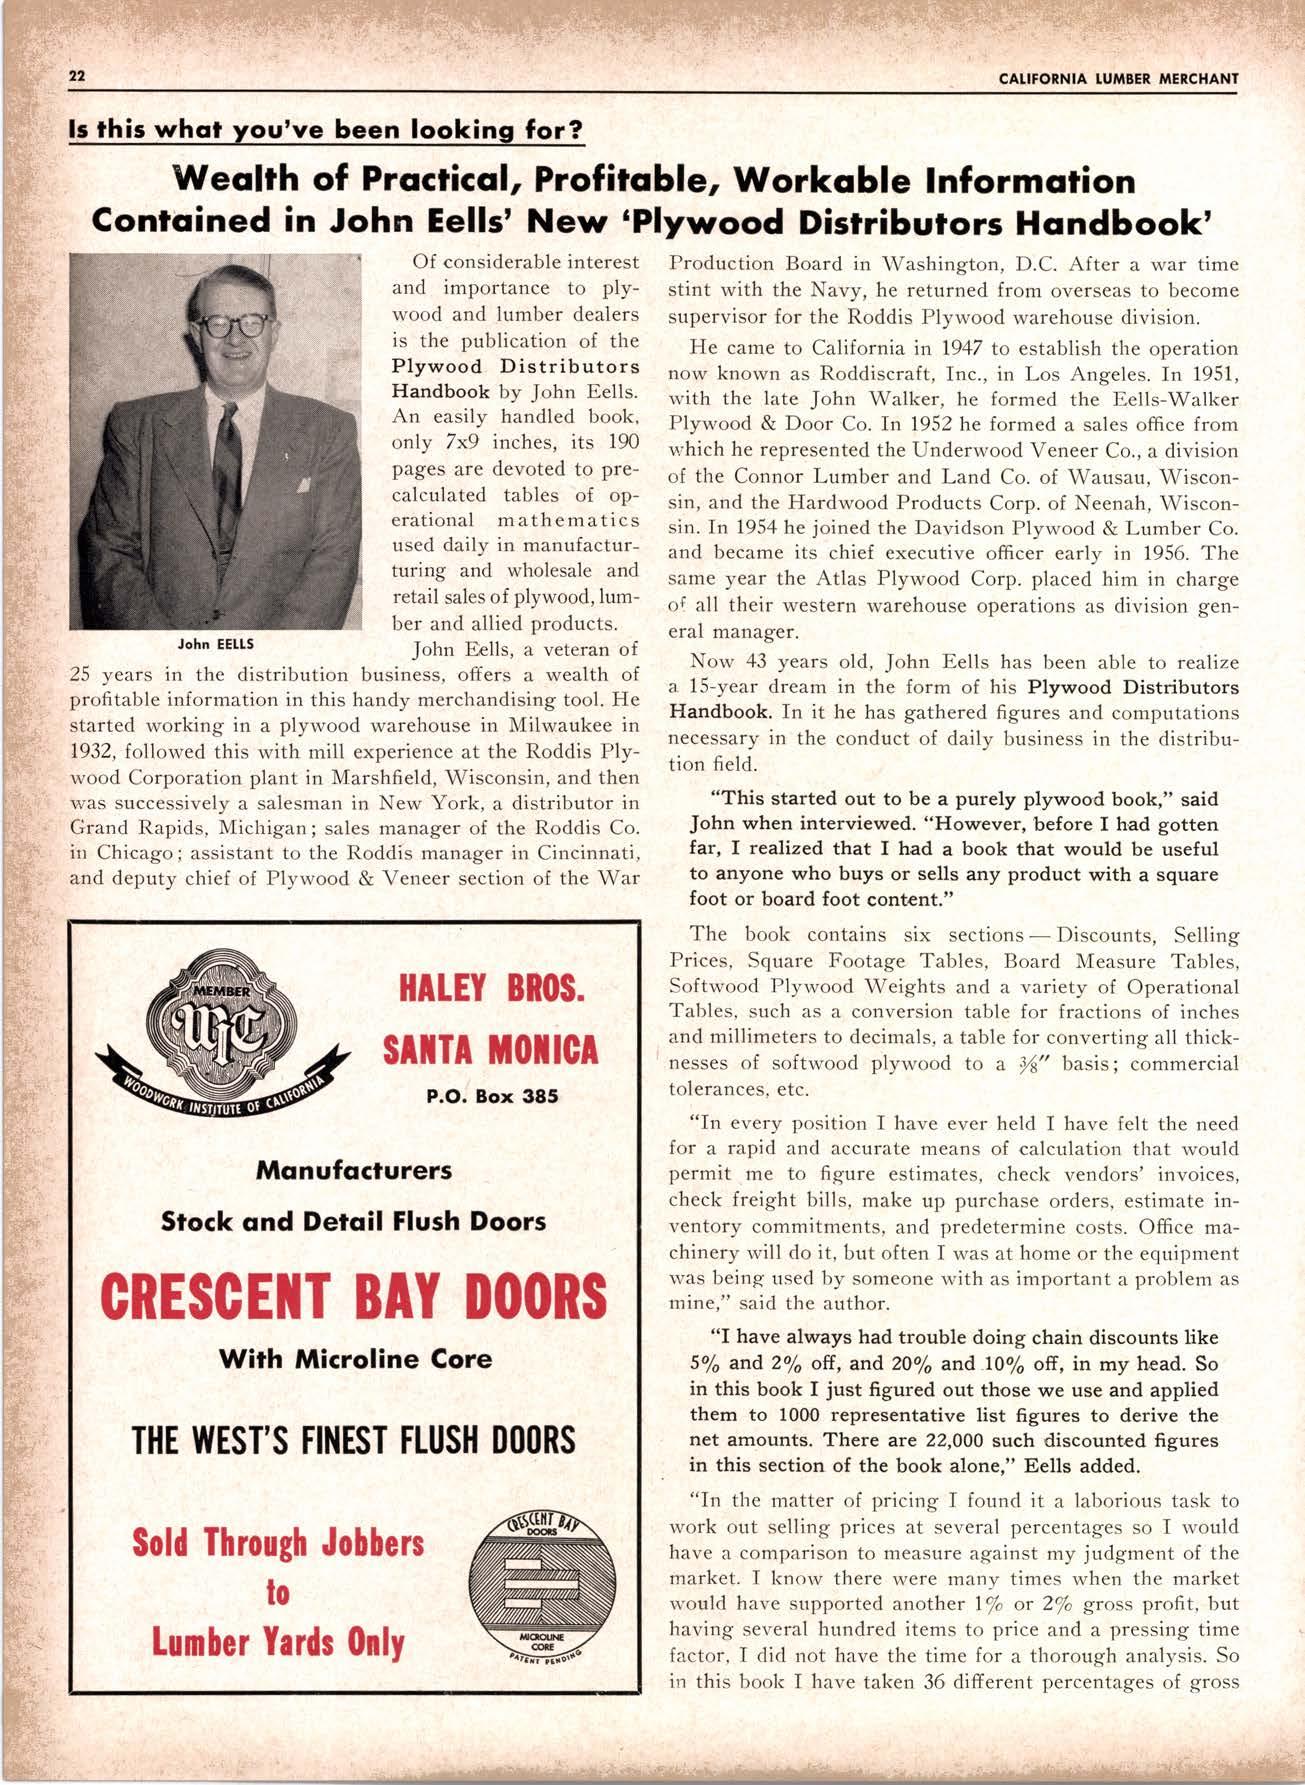 22
CALIFORNIA LUMBER MERCHANT
Is this what you've been looking for?
Wealth of Practical, Profitable, Workable Information
Contained in John Eells' New 'Plywood Distributors Handbook'
John EELLS
Of considerable interest
and importance to ply-
wood and lumber dealers
is the publication of the
Plywood Distributors
Handbook by John Eells.
An easily handled book,
only 7x9 inches, its 190
pages are devoted to pre-
calculated tables of op-
erational mathematics
used daily in manufactur-
turing and wholesale and
retail sales of plywood, lum-
ber and allied products.
John Eells, a veteran of
25 years in the distribution business, offers a wealth of
profitable information in this handy merchandising tool. He
started working in a plywood warehouse in Milwaukee in
1932, followed this with mill experience at the Roddis Ply-
wood Corporation plant in Marshfield, Wisconsin, and then
was successively a salesman in New York, a distributor in
Grand Rapids, Michigan; sales manager of the Roddis Co.
in Chicago; assistant to the Roddis manager in Cincinnati,
and deputy chief of Plywood & Veneer section of the War
Production Board in Washington, D.C. After a war time
stint with the Navy, he returned from overseas to become
supervisor for the Roddis Plywood warehouse division.
He came to California in 1947 to establish the operation
now known as Roddiscraft, Inc., in Los Angeles. In 1951,
with the late John Walker, he formed the Eells-Walker
Plywood & Door Co. In 1952 he formed a sales office from
which he represented the Underwood Veneer Co., a division
of the Connor Lumber and Land Co. of Wausau, Wiscon-
sin, and the Hardwood Products Corp. of Neenah, Wiscon-
sin. In 1954 he joined the Davidson Plywood & Lumber Co.
and became its chief executive officer early in 1956. The
same year the Atlas Plywood Corp. placed him in charge
of all their western warehouse operations as division gen-
eral manager.
Now 43 years old, John Eells has been able to realize
a 15-year dream in the form of his Plywood Distributors
Handbook. In it he has gathered figures and computations
necessary in the conduct of daily business in the distribu-
tion field.
"This started out to be a purely plywood book," said
John when interviewed. "However, before I had gotten
far, I realized that I had a book that would be useful
to anyone who buys or sells any product with a square
foot or board foot content."
The book contains six sections — Discounts, Selling
Prices, Square Footage Tables, Board Measure Tables,
Softwood Plywood Weights and a variety of Operational
Tables, such as a conversion table for fractions of inches
and millimeters to decimals, a table for converting all thick-
nesses of softwood plywood to a 3/8" basis; commercial
tolerances, etc.
"In every position I have ever held I have felt the need
for a rapid and accurate means of calculation that would
permit me to figure estimates, check vendors' invoices,
check freight bills, make up purchase orders, estimate in-
ventory commitments, and predetermine costs. Office ma-
chinery will do it, but often I was at home or the equipment
was being used by someone with as important a problem as
mine," said the author.
"I have always had trouble doing chain discounts like
5% and 2% off, and 20% and 10% off, in my head. So
in this book I just figured out those we use and applied
them to 1000 representative list figures to derive the
net amounts. There are 22,000 such discounted figures
in this section of the book alone," Eells added.
"In the matter of pricing I found it a laborious task to
work out selling prices at several percentages so I would
have a comparison to measure against my judgment of the
market. I know there were many times when the market
would have supported another 1% or 2% gross profit, but
having several hundred items to price and a pressing time
factor, I did not have the time for a thorough analysis. So
in this book I have taken 36 different percentages of gross
MEMBER
WIC
WOODWORK INSTITUTE OF CALIFORNIA
HALEY BROS.
SANTA MONICA
P.O. Box 385
Manufacturers
Stock and Detail Flush Doors
CRESCENT BAY DOORS
With Microline Core
THE WEST'S FINEST FLUSH DOORS
Sold Through Jobbers
to
Lumber Yards Only
CRESCENT BAY
DOORS
MICROLINE
CORE
PATENT PENDING